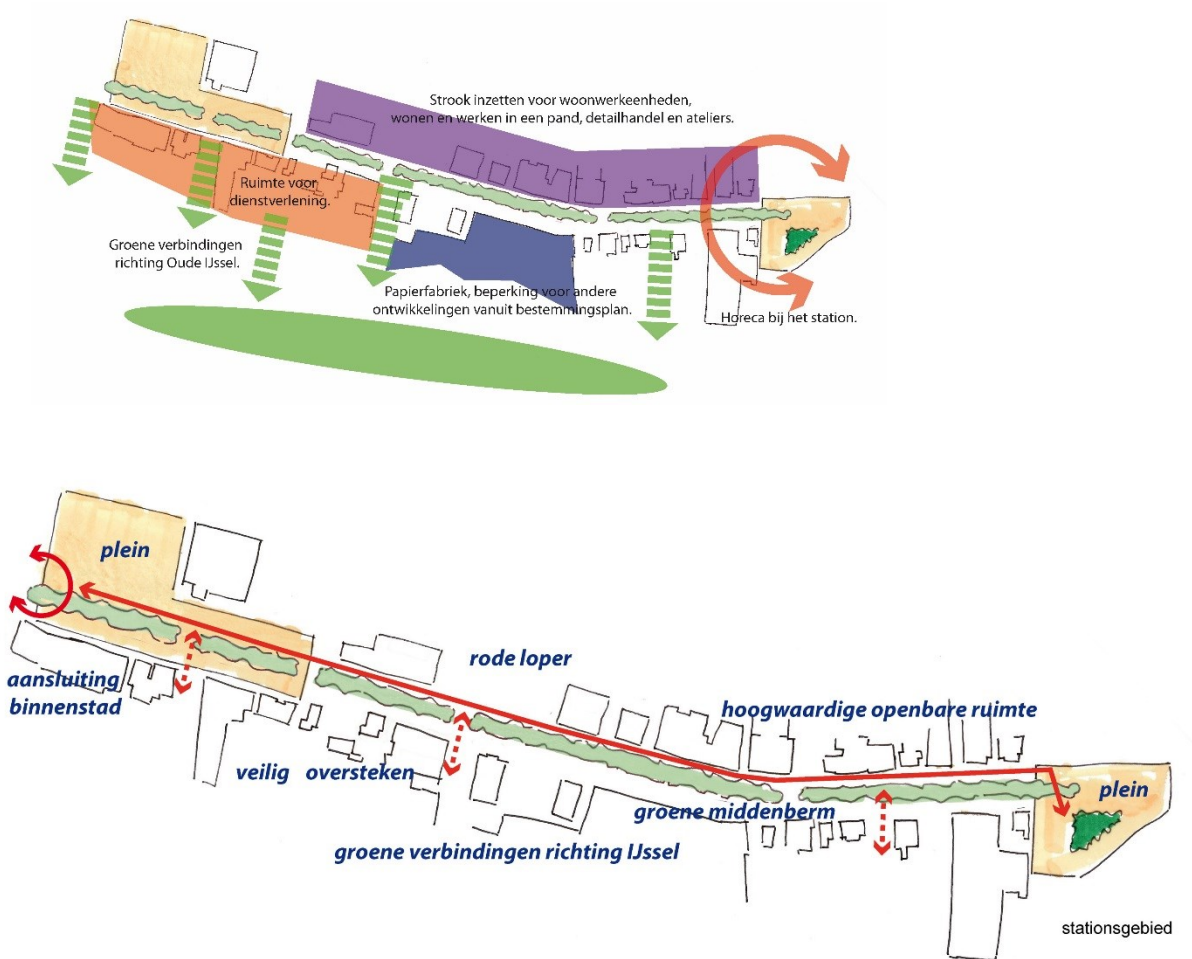 Strook inzetten voor woonwerkeenheden,
wonen en werken in een pand, detailhandel en ateliers.
Ruimte voor
dienstverlening.
Groene verbindingen
richting Oude IJssel.
Papierfabriek, beperking voor andere
ontwikkelingen vanuit bestemmingsplan.
Horeca bij het station.
plein
rode loper
aansluiting
binnenstad
hoogwaardige openbare ruimte
veilig oversteken
plein
groene middenberm
groene verbindingen richting IJssel
stationsgebied